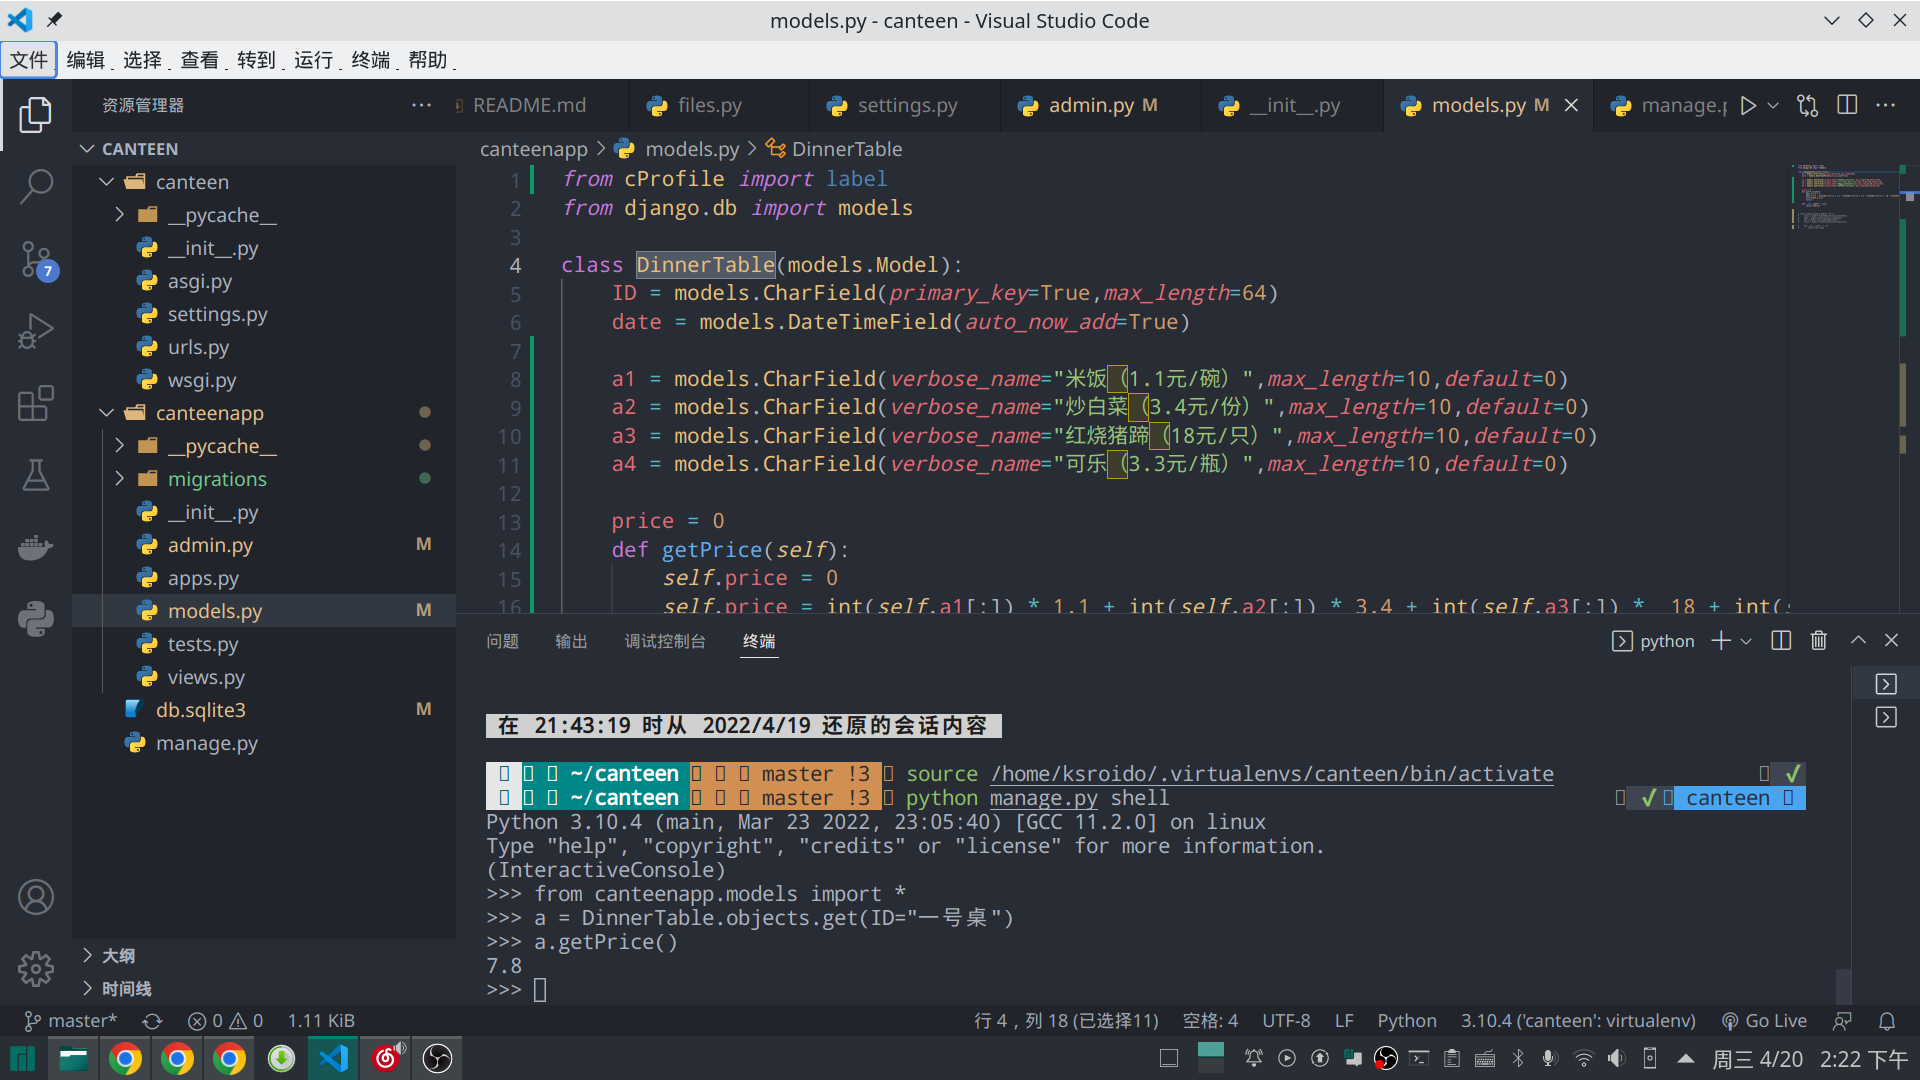 models.py - canteen - Visual Studio Code
文件 编辑 选择 查看 转到 运行 终端 帮助
资源管理器
README.md files.py settings.py admin.py M __init__.py models.py M
CANTEEN
canteenapp > models.py > DinnerTable
canteen
__pycache__
__init__.py
asgi.py
settings.py
urls.py
wsgi.py
canteenapp
__pycache__
migrations
__init__.py
admin.py M
apps.py
models.py M
tests.py
views.py
db.sqlite3 M
manage.py
大纲
时间线
7
1 from cProfile import label
2 from django.db import models
3
4 class DinnerTable(models.Model):
5 ID = models.CharField(primary_key=True,max_length=64)
6 date = models.DateTimeField(auto_now_add=True)
7
8 a1 = models.CharField(verbose_name="米饭（1.1元/碗）",max_length=10,default=0)
9 a2 = models.CharField(verbose_name="炒白菜（3.4元/份）",max_length=10,default=0)
10 a3 = models.CharField(verbose_name="红烧猪蹄（18元/只）",max_length=10,default=0)
11 a4 = models.CharField(verbose_name="可乐（3.3元/瓶）",max_length=10,default=0)
12
13 price = 0
14 def getPrice(self):
15 self.price = 0
16 self.price = int(self.a1[:]) * 1.1 + int(self.a2[:]) * 3.4 + int(self.a3[:]) * 18 + int(
问题 输出 调试控制台 终端 python
在 21:43:19 时从 2022/4/19 还原的会话内容
~/canteen master !3 source /home/ksroido/.virtualenvs/canteen/bin/activate ✓
~/canteen master !3 python manage.py shell ✓ canteen
Python 3.10.4 (main, Mar 23 2022, 23:05:40) [GCC 11.2.0] on linux
Type "help", "copyright", "credits" or "license" for more information.
(InteractiveConsole)
>>> from canteenapp.models import *
>>> a = DinnerTable.objects.get(ID="一号桌")
>>> a.getPrice()
7.8
>>>
master* 0 0 1.11 KiB 行 4，列 18 (已选择11) 空格: 4 UTF-8 LF Python 3.10.4 ('canteen': virtualenv) Go Live
周三 4/20 2:22 下午